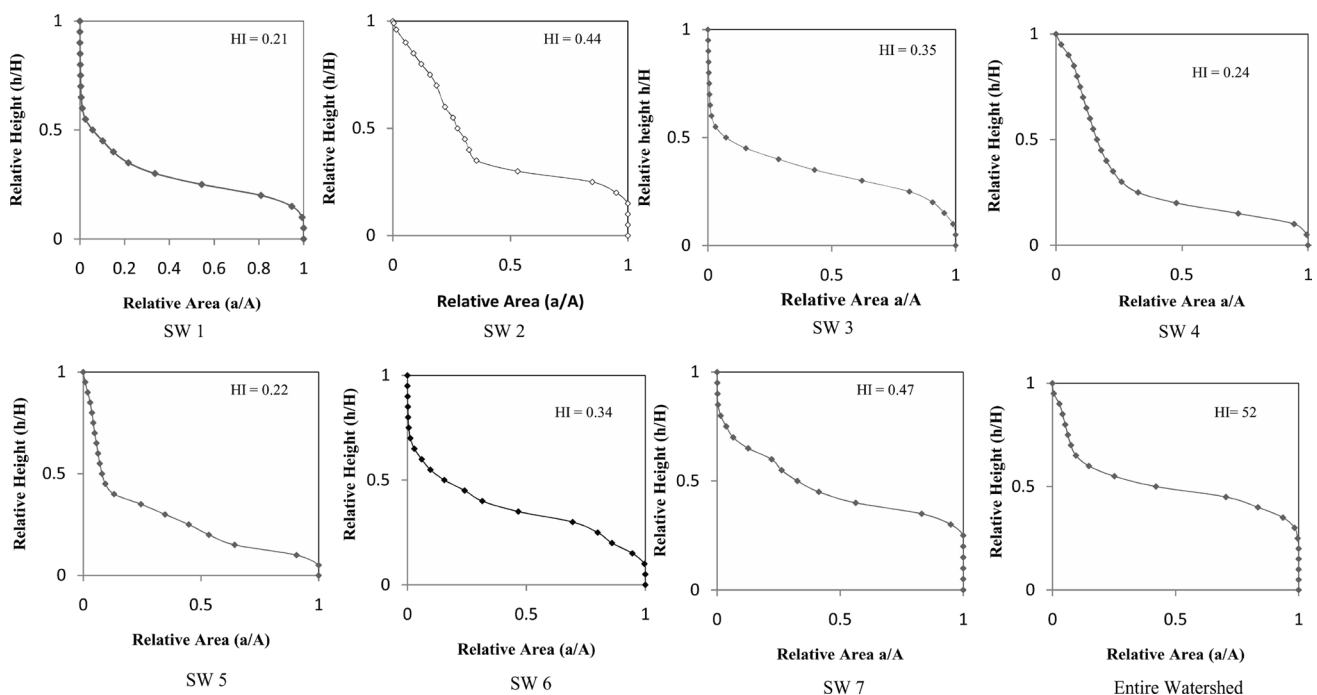 HI = 0.21
Relative Height (h/H)
1
0.5
0
0 0.2 0.4 0.6 0.8 1
Relative Area (a/A)
SW 1
HI = 0.44
Relative Height (h/H)
1
0.5
0
0 0.5 1
Relative Area (a/A)
SW 2
HI = 0.35
Relative height h/H
1
0.5
0
0 0.5 1
Relative Area a/A
SW 3
HI = 0.24
Relative Height (h/H)
1
0.5
0
0 0.5 1
Relative Area a/A
SW 4
HI = 0.22
Relative Height (h/H)
1
0.5
0
0 0.5 1
Relative Area (a/A)
SW 5
HI = 0.34
Relative Height (h/H)
1
0.5
0
0 0.5 1
Relative Area (a/A)
SW 6
HI = 0.47
Relative Height (h/H)
1
0.5
0
0 0.5 1
Relative Area a/A
SW 7
HI= 52
Relative Height (h/H)
1
0.5
0
0 0.5 1
Relative Area (a/A)
Entire Watershed